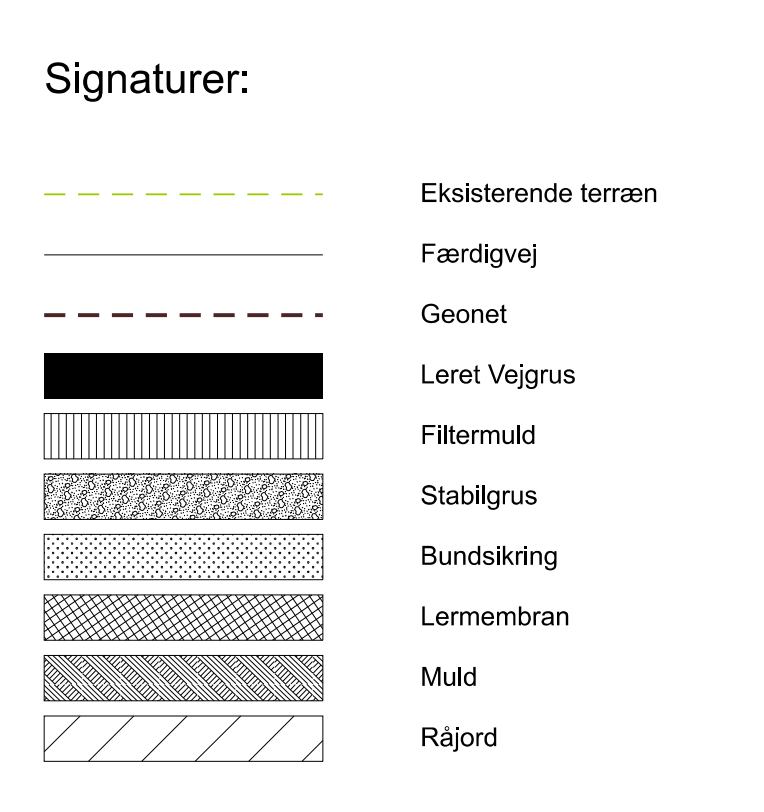 Signaturer:
Eksisterende terræn
Færdigvej
Geonet
Leret Vejgrus
Filtermuld
Stabilgrus
Bundsikring
Lermembran
Muld
Råjord